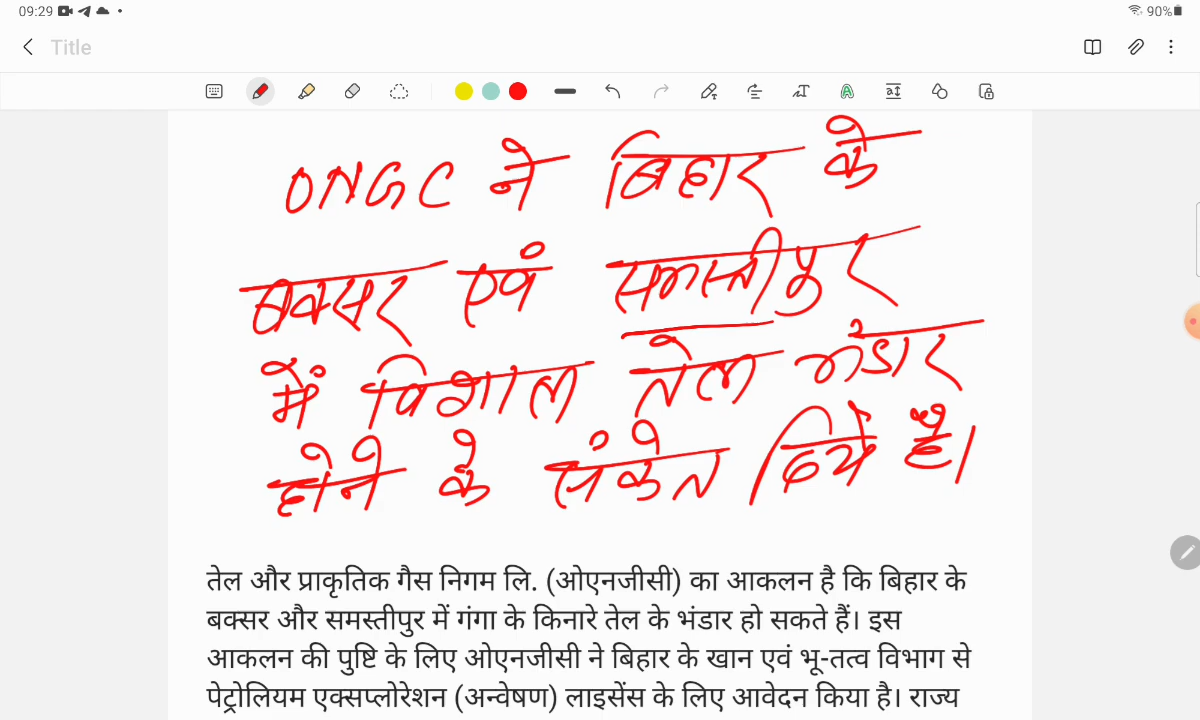 09:29
90%
Title
ONGC ने बिहार के
बक्सर एवं समस्तीपुर
में विशाल तेल भंडार
होने के संकेत दिये है।
तेल और प्राकृतिक गैस निगम लि. (ओएनजीसी) का आकलन है कि बिहार के
बक्सर और समस्तीपुर में गंगा के किनारे तेल के भंडार हो सकते हैं। इस
आकलन की पुष्टि के लिए ओएनजीसी ने बिहार के खान एवं भू-तत्व विभाग से
पेट्रोलियम एक्सप्लोरेशन (अन्वेषण) लाइसेंस के लिए आवेदन किया है। राज्य